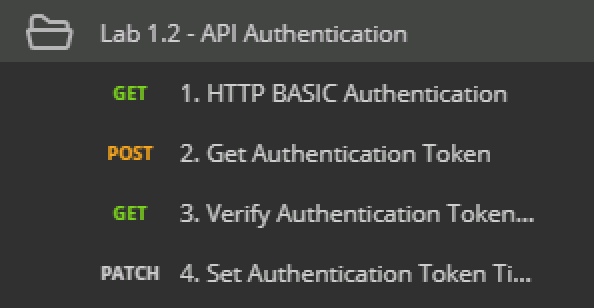 Lab 1.2 - API Authentication
GET 1. HTTP BASIC Authentication
POST 2. Get Authentication Token
GET 3. Verify Authentication Token...
PATCH 4. Set Authentication Token Ti...